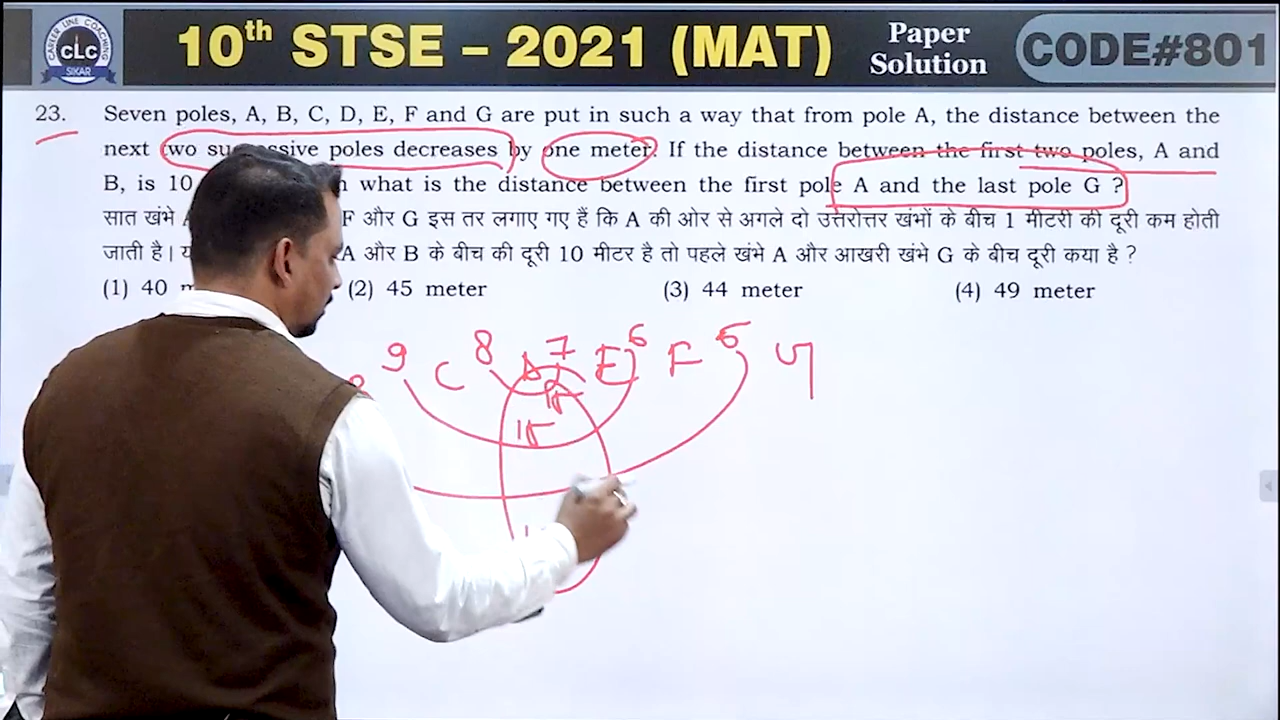 CAREER LINE COACHING
CLC
SIKAR
10th STSE – 2021 (MAT)
Paper
Solution
CODE#801
23. Seven poles, A, B, C, D, E, F and G are put in such a way that from pole A, the distance between the
next two successive poles decreases by one meter. If the distance between the first two poles, A and
B, is 10 what is the distance between the first pole A and the last pole G ?
सात खंभे F और G इस तर लगाए गए हैं कि A की ओर से अगले दो उत्तरोत्तर खंभों के बीच 1 मीटरी की दूरी कम होती
जाती है। A और B के बीच की दूरी 10 मीटर है तो पहले खंभे A और आखरी खंभे G के बीच दूरी कया है ?
(1) 40 (2) 45 meter (3) 44 meter (4) 49 meter
9 C 8 D 7 E 6 F 5 G
15
15